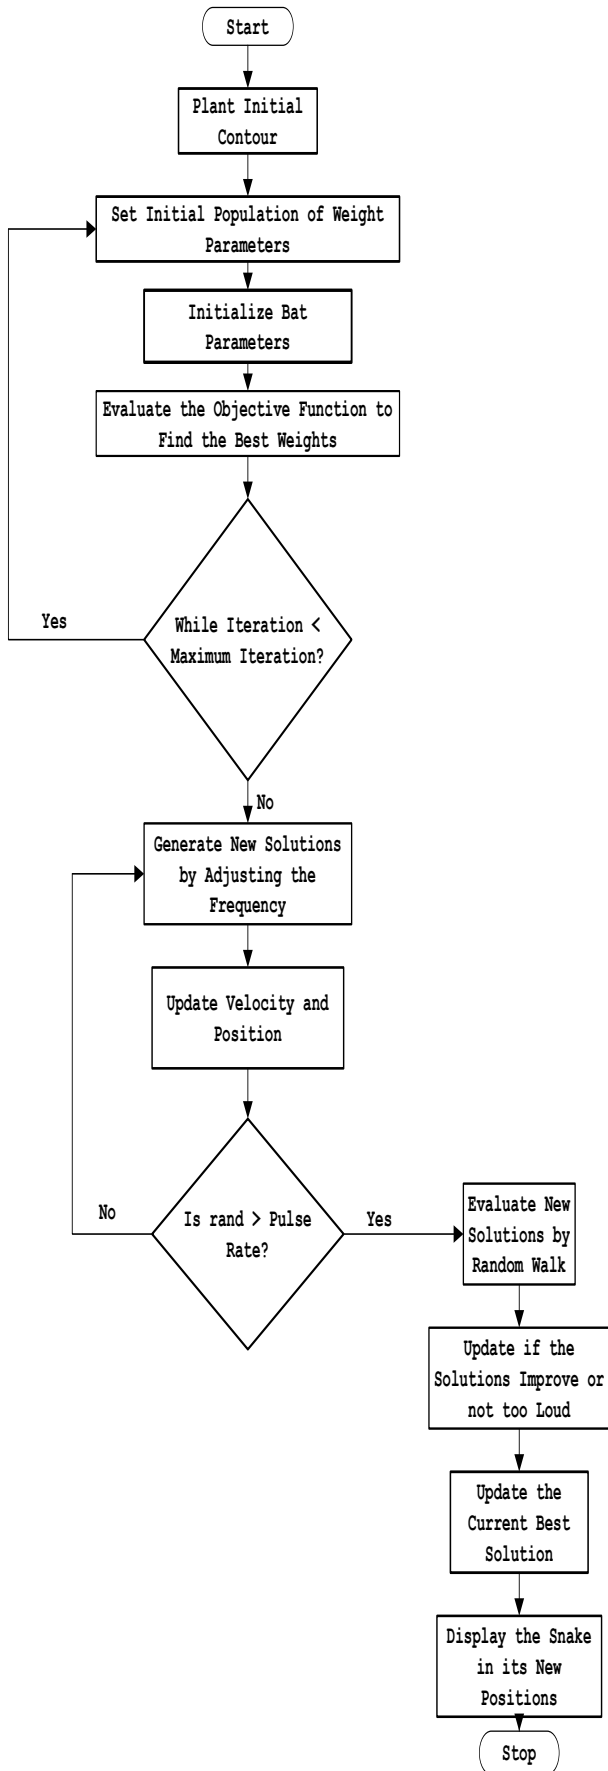 Start
Plant Initial
Contour
Set Initial Population of Weight
Parameters
Initialize Bat
Parameters
Evaluate the Objective Function to
Find the Best Weights
While Iteration <
Maximum Iteration?
Yes
No
Generate New Solutions
by Adjusting the
Frequency
Update Velocity and
Position
Is rand > Pulse
Rate?
No
Yes
Evaluate New
Solutions by
Random Walk
Update if the
Solutions Improve or
not too Loud
Update the
Current Best
Solution
Display the Snake
in its New
Positions
Stop